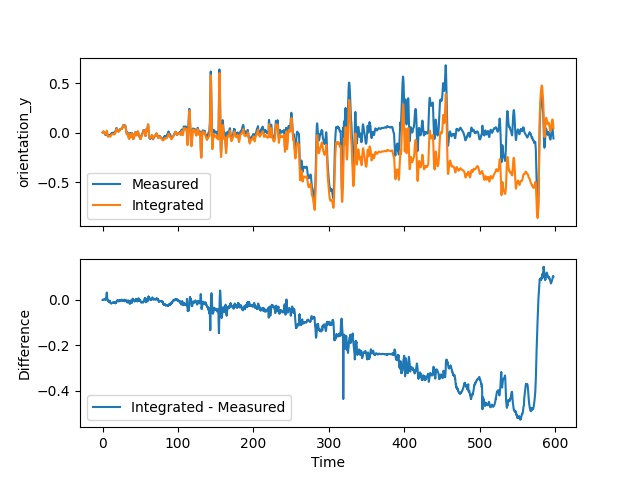 orientation_y
0.5
0.0
−0.5
Measured
Integrated
Difference
0.0
−0.2
−0.4
Integrated - Measured
0 100 200 300 400 500 600
Time